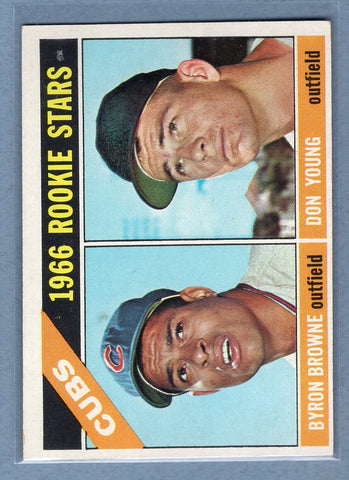 CUBS
1966 ROOKIE STARS
C
BYRON BROWNE
outfield
DON YOUNG
outfield